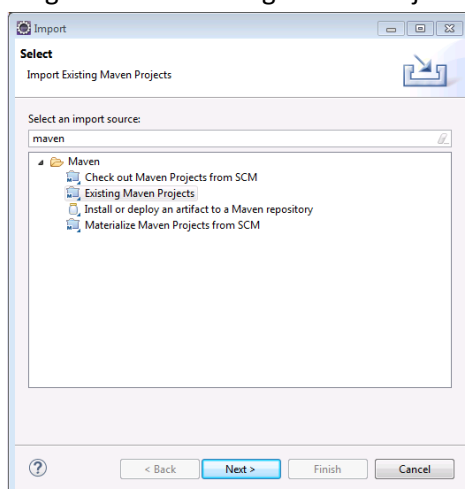 Import
Select
Import Existing Maven Projects
Select an import source:
maven
Maven
Check out Maven Projects from SCM
Existing Maven Projects
Install or deploy an artifact to a Maven repository
Materialize Maven Projects from SCM
?
< Back Next > Finish Cancel